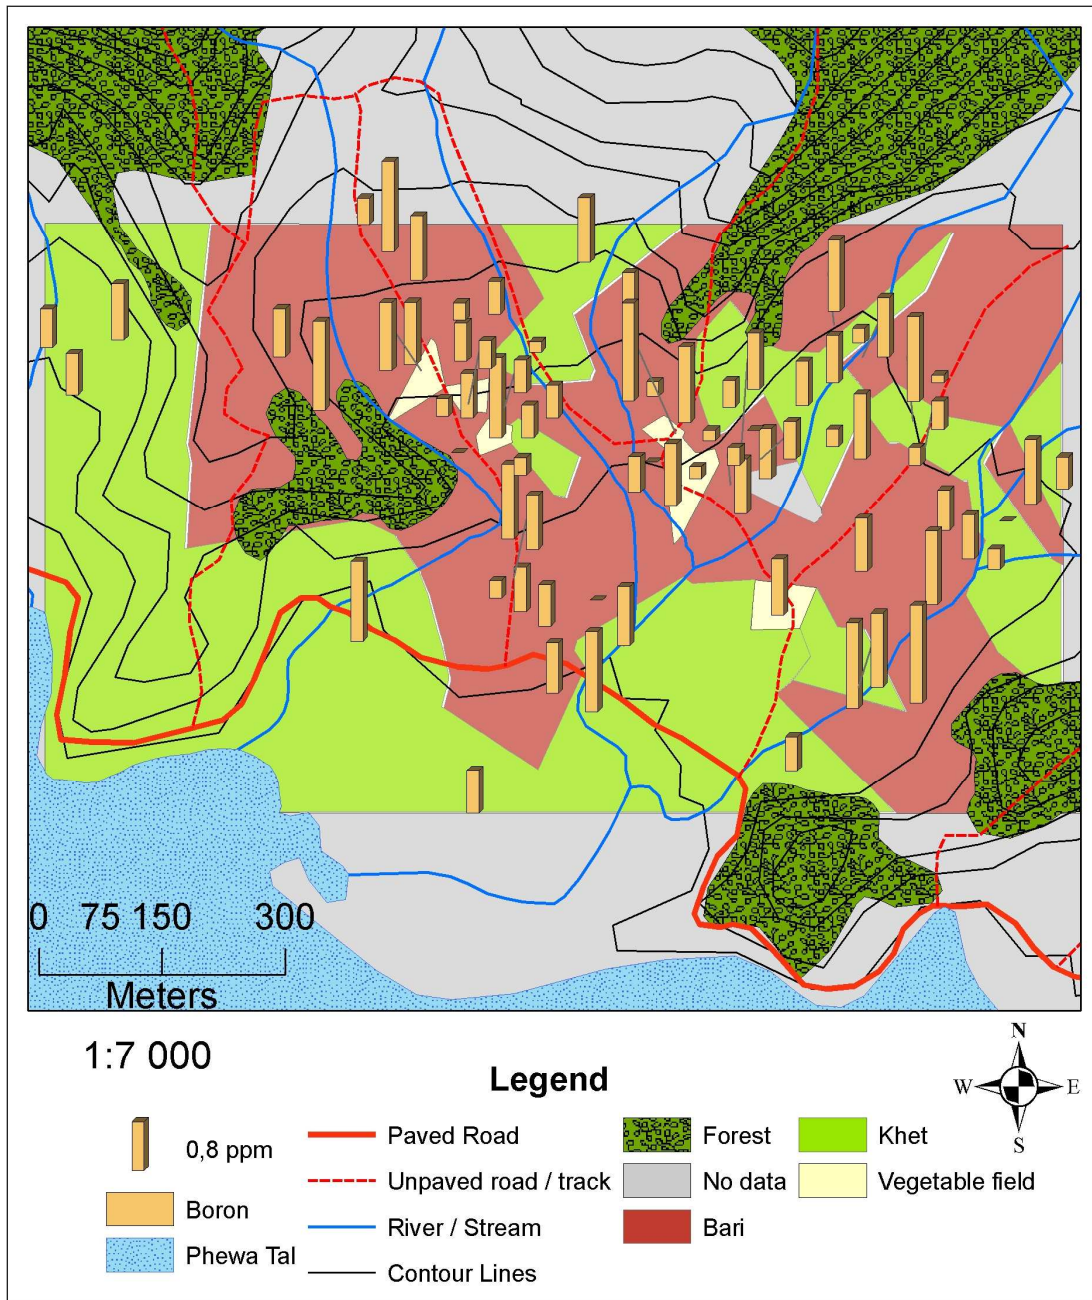 0 75 150 300
Meters
1:7 000
N
W E
S
Legend
0,8 ppm
Boron
Phewa Tal
Paved Road
Unpaved road / track
River / Stream
Contour Lines
Forest
No data
Bari
Khet
Vegetable field